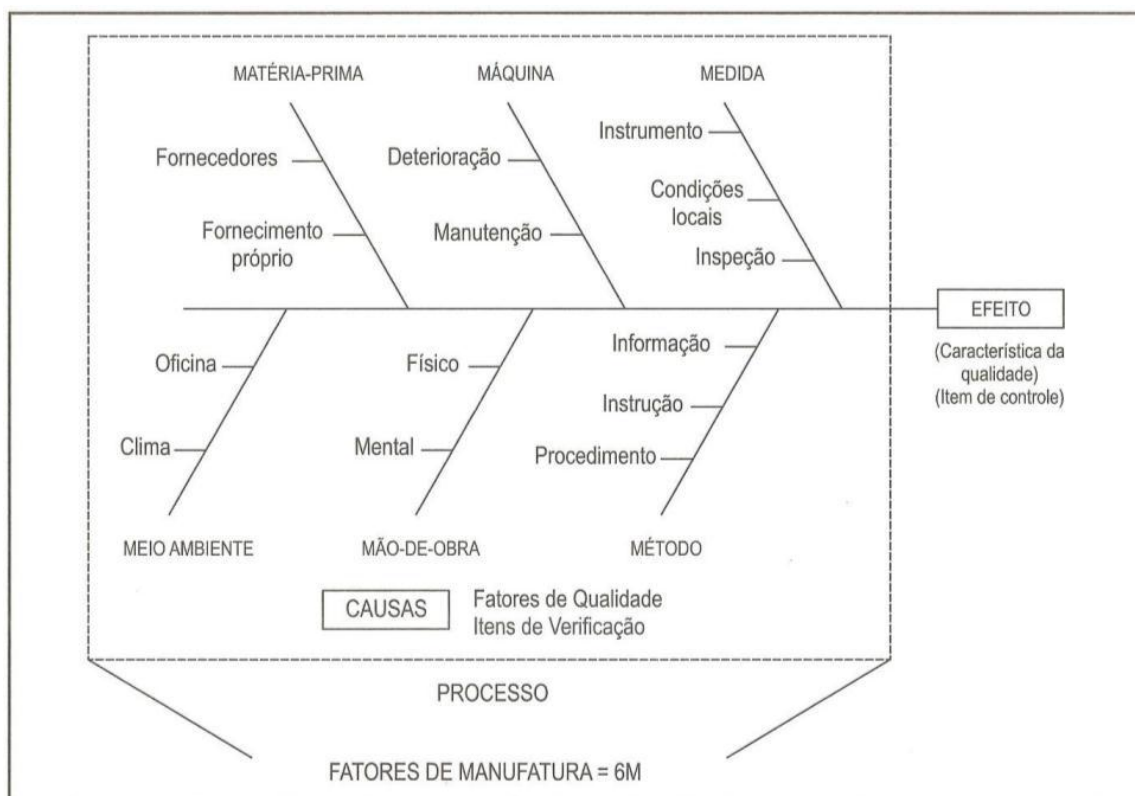 MATÉRIA-PRIMA
MÁQUINA
MEDIDA
Fornecedores
Fornecimento
próprio
Deterioração
Manutenção
Instrumento
Condições
locais
Inspeção
EFEITO
(Característica da
qualidade)
(Item de controle)
Oficina
Clima
Físico
Mental
Informação
Instrução
Procedimento
MEIO AMBIENTE
MÃO-DE-OBRA
MÉTODO
CAUSAS
Fatores de Qualidade
Itens de Verificação
PROCESSO
FATORES DE MANUFATURA = 6M